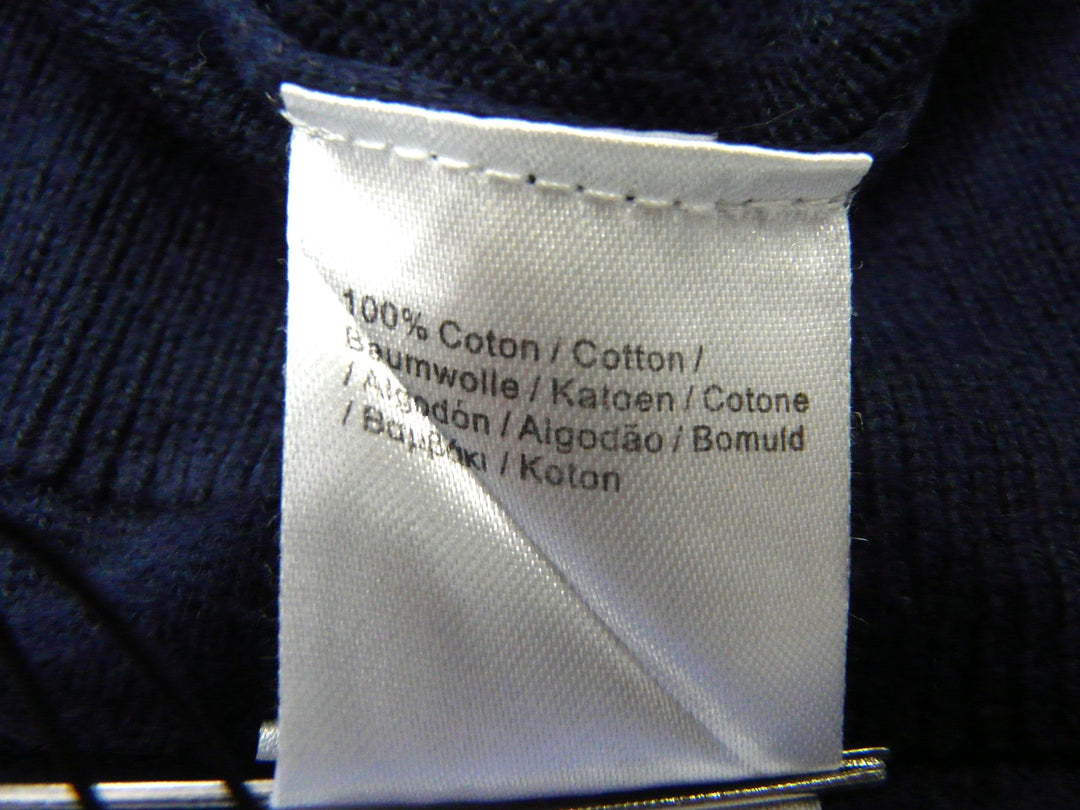 100% Coton / Cotton /
Baumwolle / Katoen / Cotone
/ Algodón / Algodão / Bomuld
/ Βαμβάκι / Koton